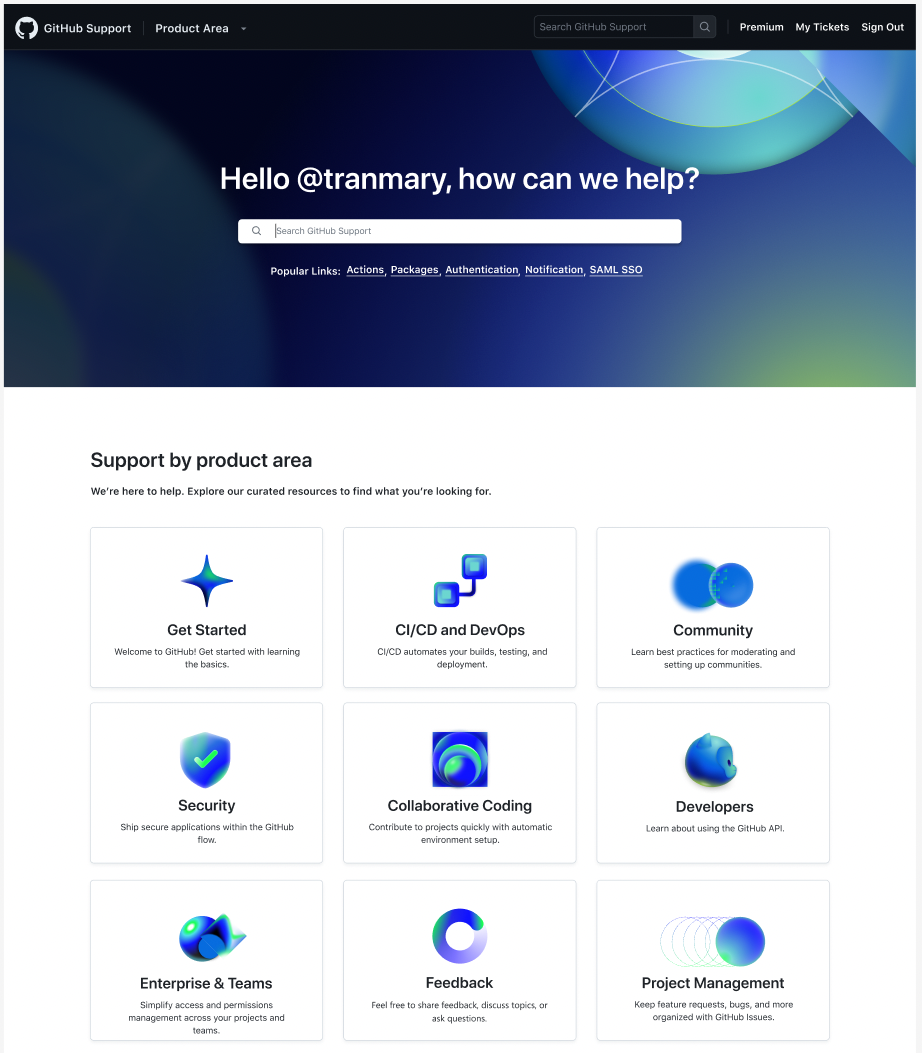 GitHub Support Product Area Search GitHub Support Premium My Tickets Sign Out
Hello @tranmary, how can we help?
Search GitHub Support
Popular Links: Actions, Packages, Authentication, Notification, SAML SSO
Support by product area
We're here to help. Explore our curated resources to find what you're looking for.
Get Started
Welcome to GitHub! Get started with learning
the basics.
CI/CD and DevOps
CI/CD automates your builds, testing, and
deployment.
Community
Learn best practices for moderating and
setting up communities.
Security
Ship secure applications within the GitHub
flow.
Collaborative Coding
Contribute to projects quickly with automatic
environment setup.
Developers
Learn about using the GitHub API.
Enterprise & Teams
Simplify access and permissions
management across your projects and
teams.
Feedback
Feel free to share feedback, discuss topics, or
ask questions.
Project Management
Keep feature requests, bugs, and more
organized with GitHub Issues.